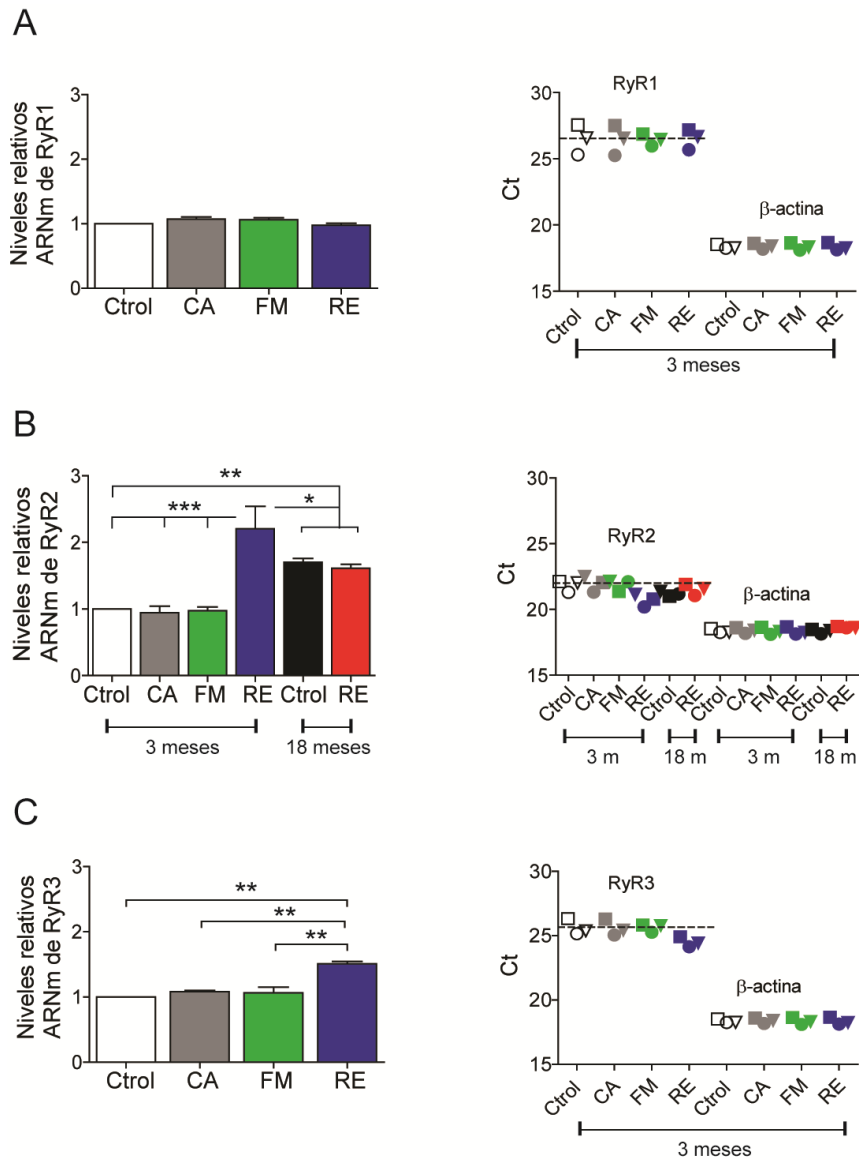 A
Niveles relativos
ARNm de RyR1
3
2
1
0
Ctrol CA FM RE
Ct
30
25
20
15
RyR1
β-actina
Ctrol CA FM RE Ctrol CA FM RE
3 meses
B
Niveles relativos
ARNm de RyR2
3
2
1
0
**
***
*
Ctrol CA FM RE Ctrol RE
3 meses 18 meses
Ct
30
25
20
15
RyR2
β-actina
Ctrol CA FM RE Ctrol RE Ctrol CA FM RE Ctrol RE
3 m 18 m 3 m 18 m
C
Niveles relativos
ARNm de RyR3
3
2
1
0
**
**
**
Ctrol CA FM RE
Ct
30
25
20
15
RyR3
β-actina
Ctrol CA FM RE Ctrol CA FM RE
3 meses